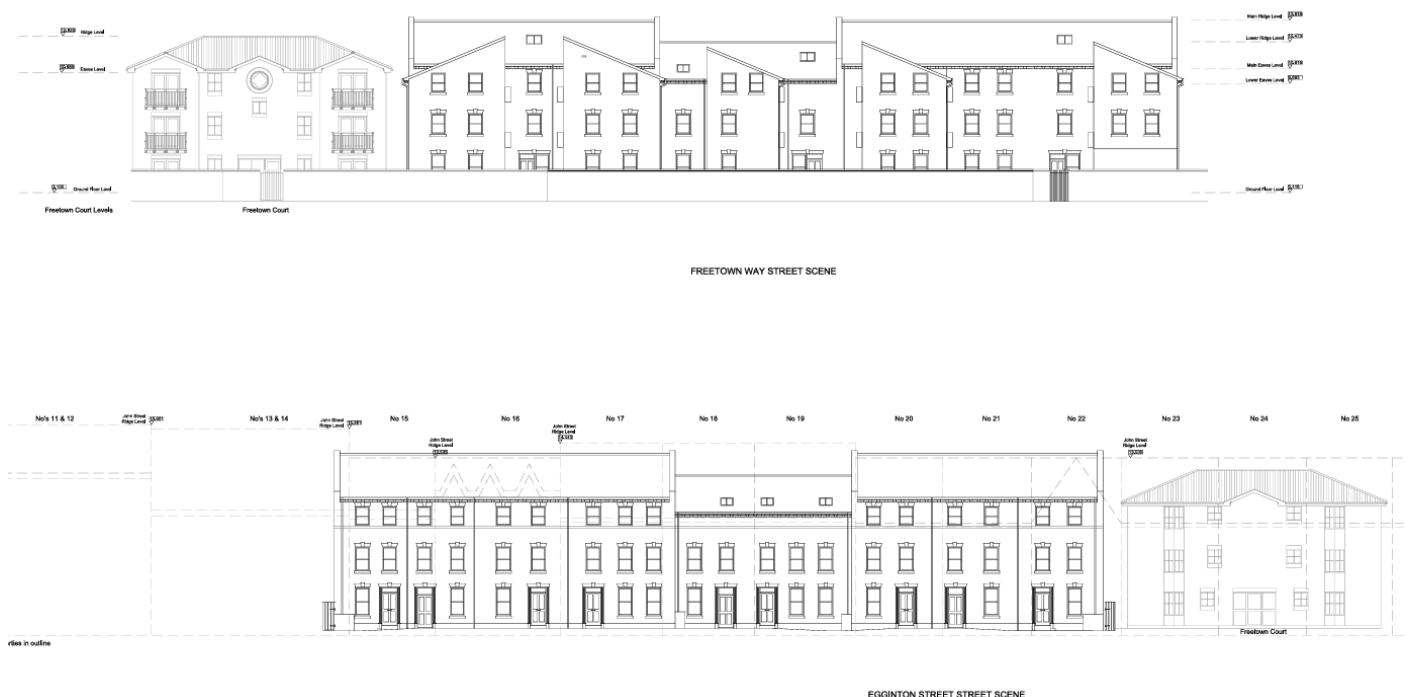 Ridge Level
Eaves Level
Ground Floor Level
Freetown Court Levels
Freetown Court
Main Ridge Level
Lower Ridge Level
Main Eaves Level
Lower Eaves Level
Ground Floor Level
FREETOWN WAY STREET SCENE
No's 11 & 12
John Street
Ridge Level
No's 13 & 14
John Street
Ridge Level
No 15
John Street
Ridge Level
No 16
John Street
Ridge Level
No 17
No 18
No 19
No 20
No 21
No 22
John Street
Ridge Level
No 23
No 24
No 25
Freetown Court
in outline
EGGINTON STREET STREET SCENE